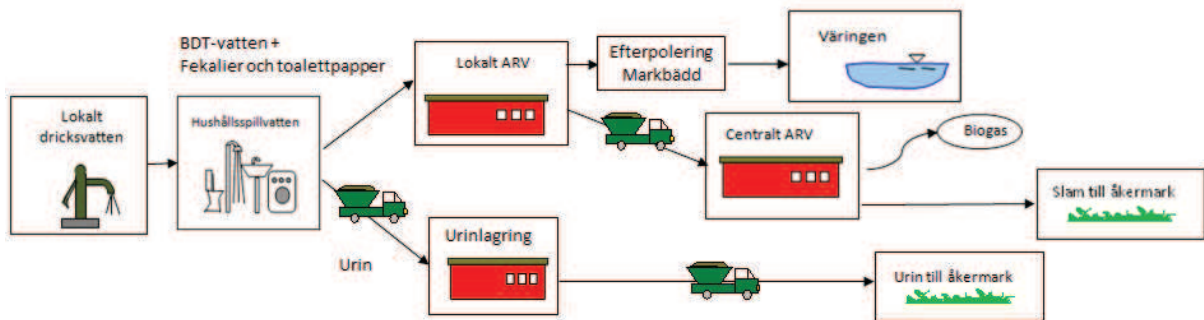 BDT-vatten +
Fekalier och toalettpapper
Lokalt
dricksvatten
Hushållsspillvatten
Lokalt ARV
Efterpolering
Markbädd
Väringen
Centralt ARV
Biogas
Slam till åkermark
Urin
Urinlagring
Urin till åkermark